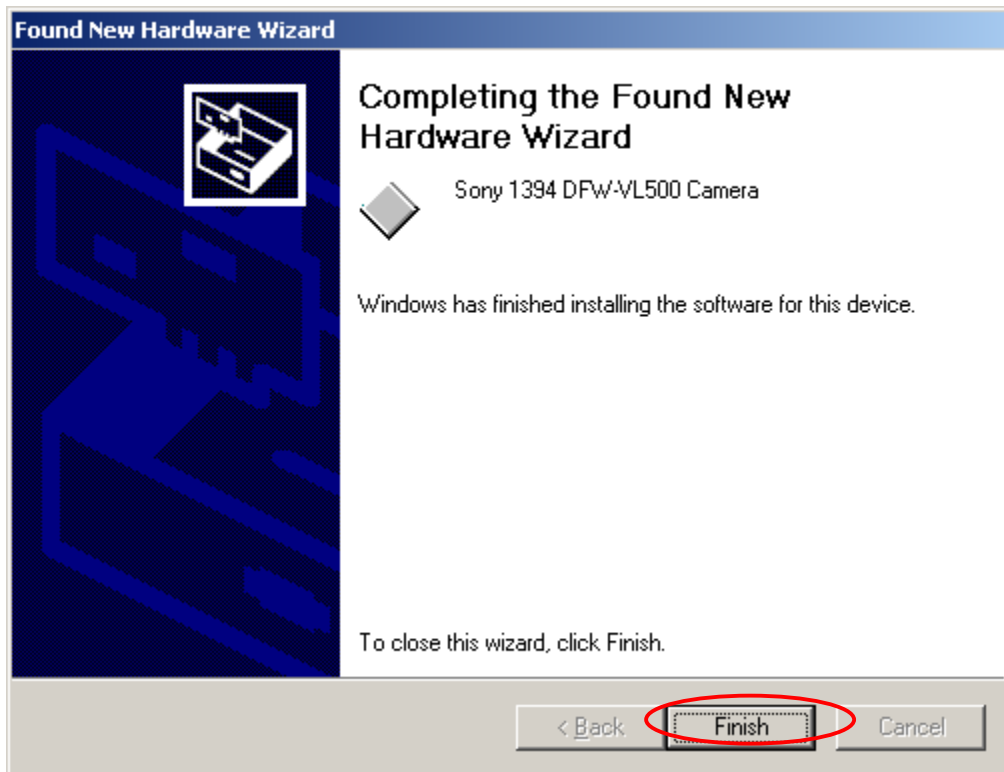 Found New Hardware Wizard
Completing the Found New
Hardware Wizard
Sony 1394 DFW-VL500 Camera
Windows has finished installing the software for this device.
To close this wizard, click Finish.
< Back Finish Cancel